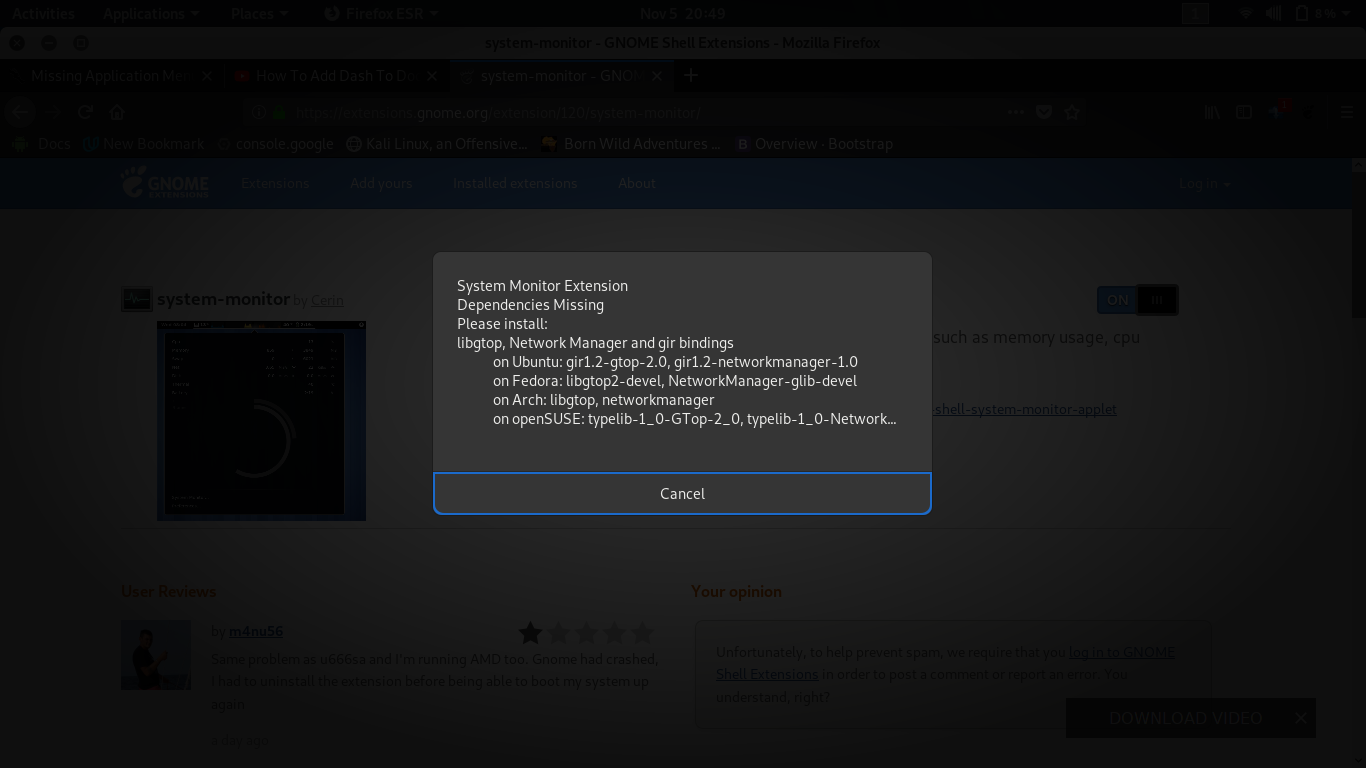 Activities Applications Places Firefox ESR Nov 5 20:49 1 8%
system-monitor - GNOME Shell Extensions - Mozilla Firefox
Missing Application Me How To Add Dash To Do system-monitor - GNOM
https://extensions.gnome.org/extension/120/system-monitor/
Docs New Bookmark console.google Kali Linux, an Offensive... Born Wild Adventures ... B Overview · Bootstrap
GNOME EXTENSIONS Extensions Add yours Installed extensions About Log in
system-monitor by Cerin ON
such as memory usage, cpu
-shell-system-monitor-applet
System Monitor Extension
Dependencies Missing
Please install:
libgtop, Network Manager and gir bindings
on Ubuntu: gir1.2-gtop-2.0, gir1.2-networkmanager-1.0
on Fedora: libgtop2-devel, NetworkManager-glib-devel
on Arch: libgtop, networkmanager
on openSUSE: typelib-1_0-GTop-2_0, typelib-1_0-Network...
Cancel
User Reviews
by m4nu56
Same problem as u666sa and I'm running AMD too. Gnome had crashed,
I had to uninstall the extension before being able to boot my system up
again
a day ago
Your opinion
Unfortunately, to help prevent spam, we require that you log in to GNOME
Shell Extensions in order to post a comment or report an error. You
understand, right?
DOWNLOAD VIDEO